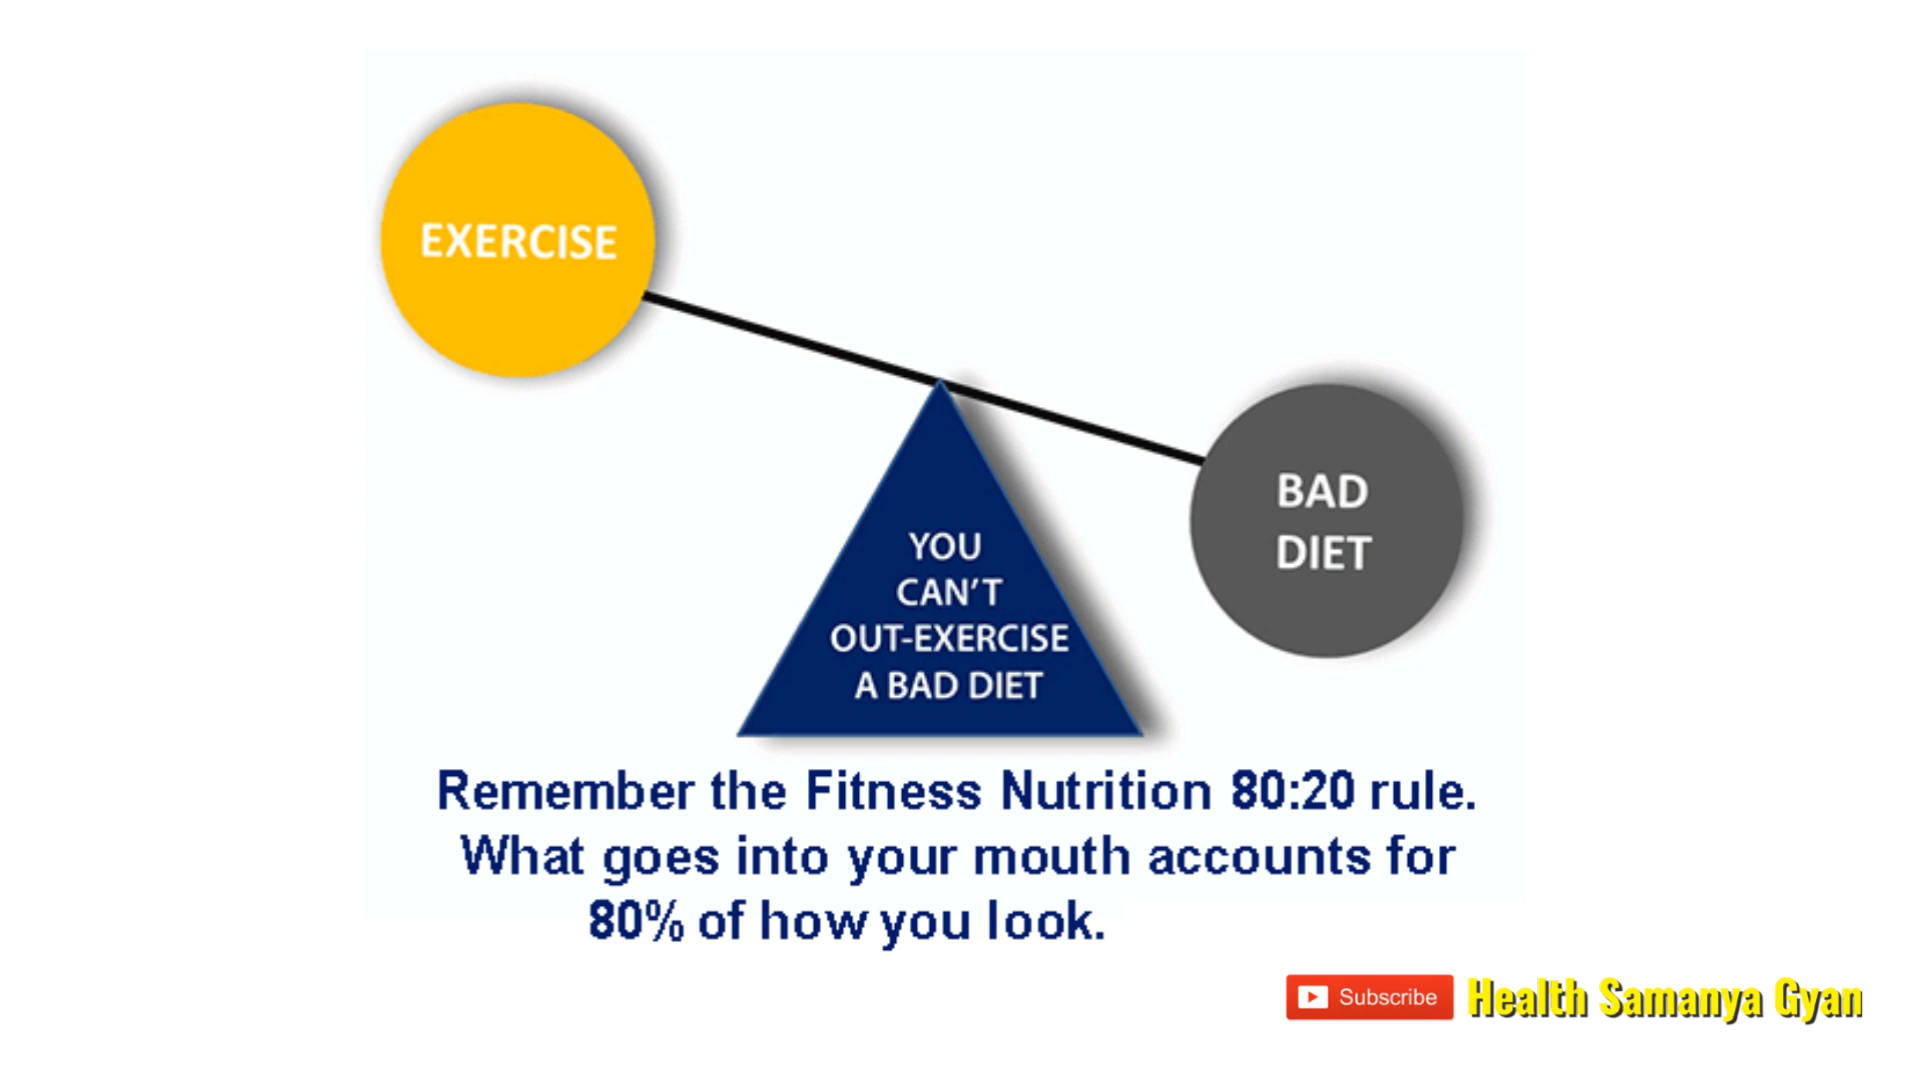 EXERCISE
BAD
DIET
YOU
CAN'T
OUT-EXERCISE
A BAD DIET
Remember the Fitness Nutrition 80:20 rule.
What goes into your mouth accounts for
80% of how you look.
Subscribe
Health Samanya Gyan